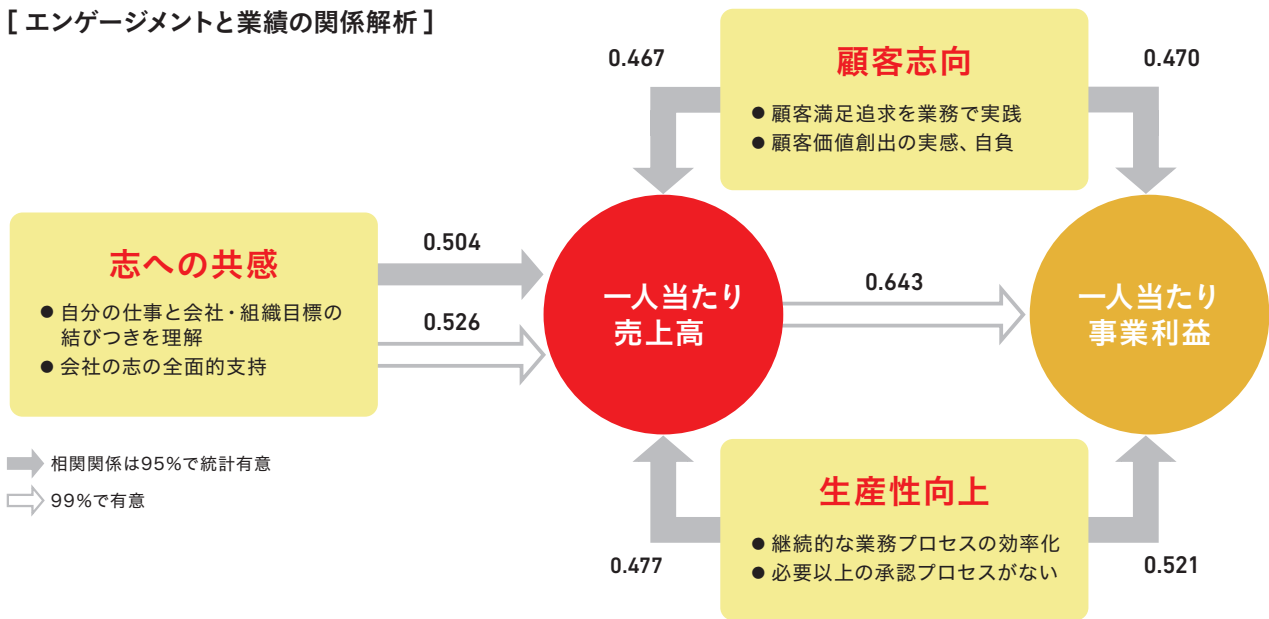 [ エンゲージメントと業績の関係解析 ]
0.467
顧客志向
● 顧客満足追求を業務で実践
● 顧客価値創出の実感、自負
0.470
志への共感
● 自分の仕事と会社・組織目標の
結びつきを理解
● 会社の志の全面的支持
0.504
0.526
一人当たり
売上高
0.643
一人当たり
事業利益
相関関係は95%で統計有意
99%で有意
0.477
生産性向上
● 継続的な業務プロセスの効率化
● 必要以上の承認プロセスがない
0.521